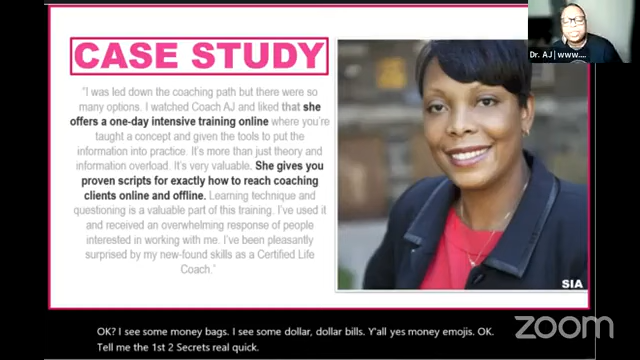 Dr. AJ | www....
CASE STUDY
"I was led down the coaching path but there were so
many options. I watched Coach AJ and liked that she
offers a one-day intensive training online where you're
taught a concept and given the tools to put the
information into practice. It's more than just theory and
information overload. It's very valuable. She gives you
proven scripts for exactly how to reach coaching
clients online and offline. Learning technique and
questioning is a valuable part of this training. I've used it
and received an overwhelming response of people
interested in working with me. I've been pleasantly
surprised by my new-found skills as a Certified Life
Coach."
SIA
OK? I see some money bags. I see some dollar, dollar bills. Y'all yes money emojis. OK.
Tell me the 1st 2 Secrets real quick.
zoom